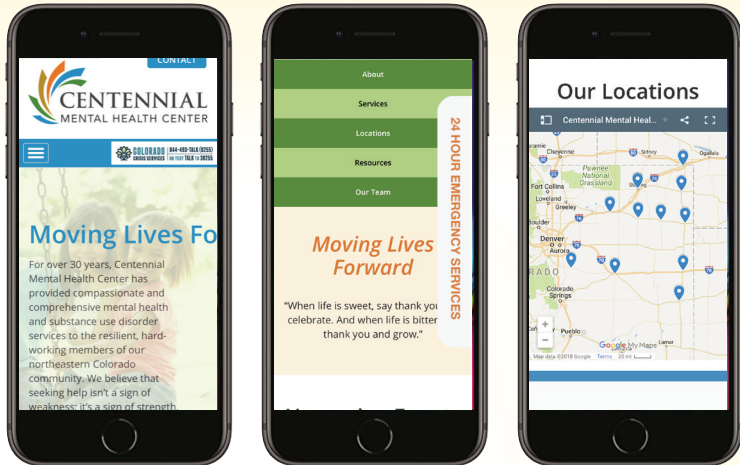 CONTACT
CENTENNIAL
MENTAL HEALTH CENTER
COLORADO
CRISIS SERVICES
844-493-TALK (8255)
OR TEXT TALK TO 38255
Moving Lives Fo
For over 30 years, Centennial
Mental Health Center has
provided compassionate and
comprehensive mental health
and substance use disorder
services to the resilient, hard-
working members of our
northeastern Colorado
community. We believe that
seeking help isn't a sign of
weakness; it's a sign of strength.
About
Services
Locations
Resources
Our Team
24 HOUR EMERGENCY SERVICES
Moving Lives
Forward
"When life is sweet, say thank you
celebrate. And when life is bitter
thank you and grow."
Our Locations
Centennial Mental Heal...
Cheyenne
Sidney
Ogallala
Pawnee
National
Grassland
Fort Collins
Loveland
Greeley
Boulder
Denver
Aurora
RADO
Colorado
Springs
Pueblo
Lamar
+
−
Google My Maps
Map data ©2018 Google
Terms
20 mi